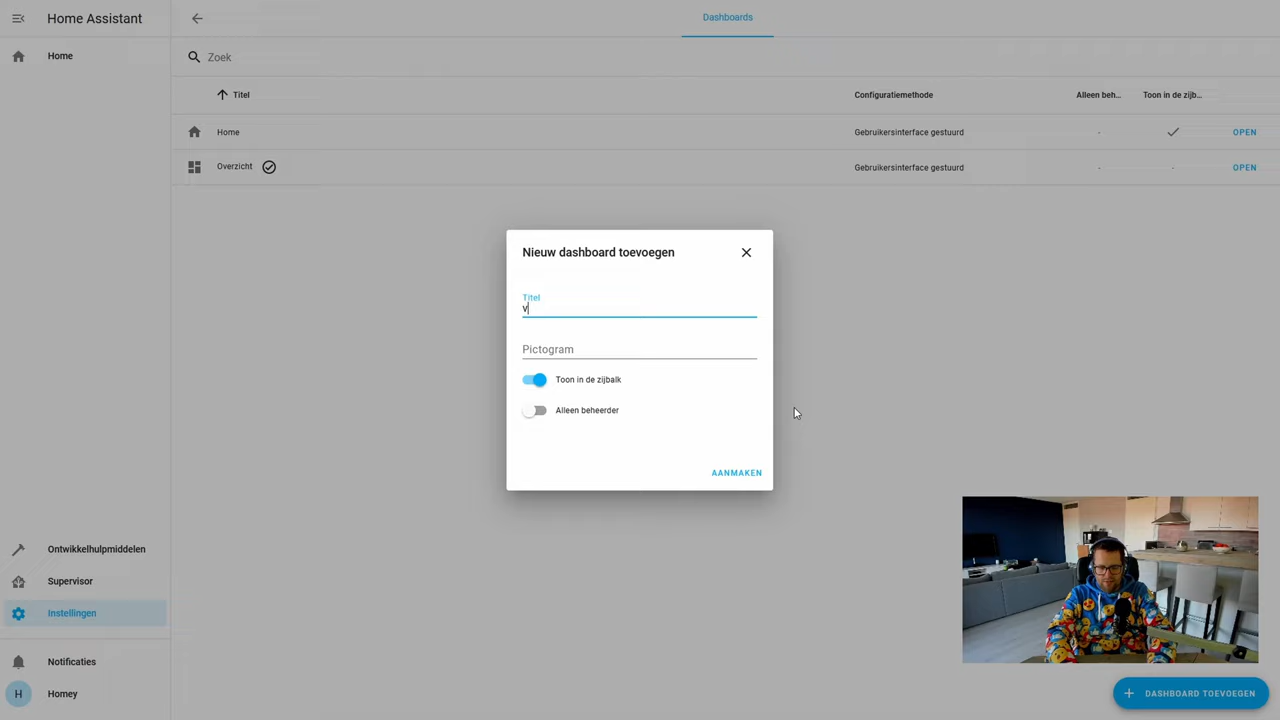 Home Assistant
Dashboards
Home
Zoek
Titel
Configuratiemethode
Alleen beh...
Toon in de zijb...
Home
Gebruikersinterface gestuurd
-
OPEN
Overzicht
Gebruikersinterface gestuurd
-
-
OPEN
Nieuw dashboard toevoegen
Titel
v
Pictogram
Toon in de zijbalk
Alleen beheerder
AANMAKEN
Ontwikkelhulpmiddelen
Supervisor
Instellingen
Notificaties
H
Homey
DASHBOARD TOEVOEGEN